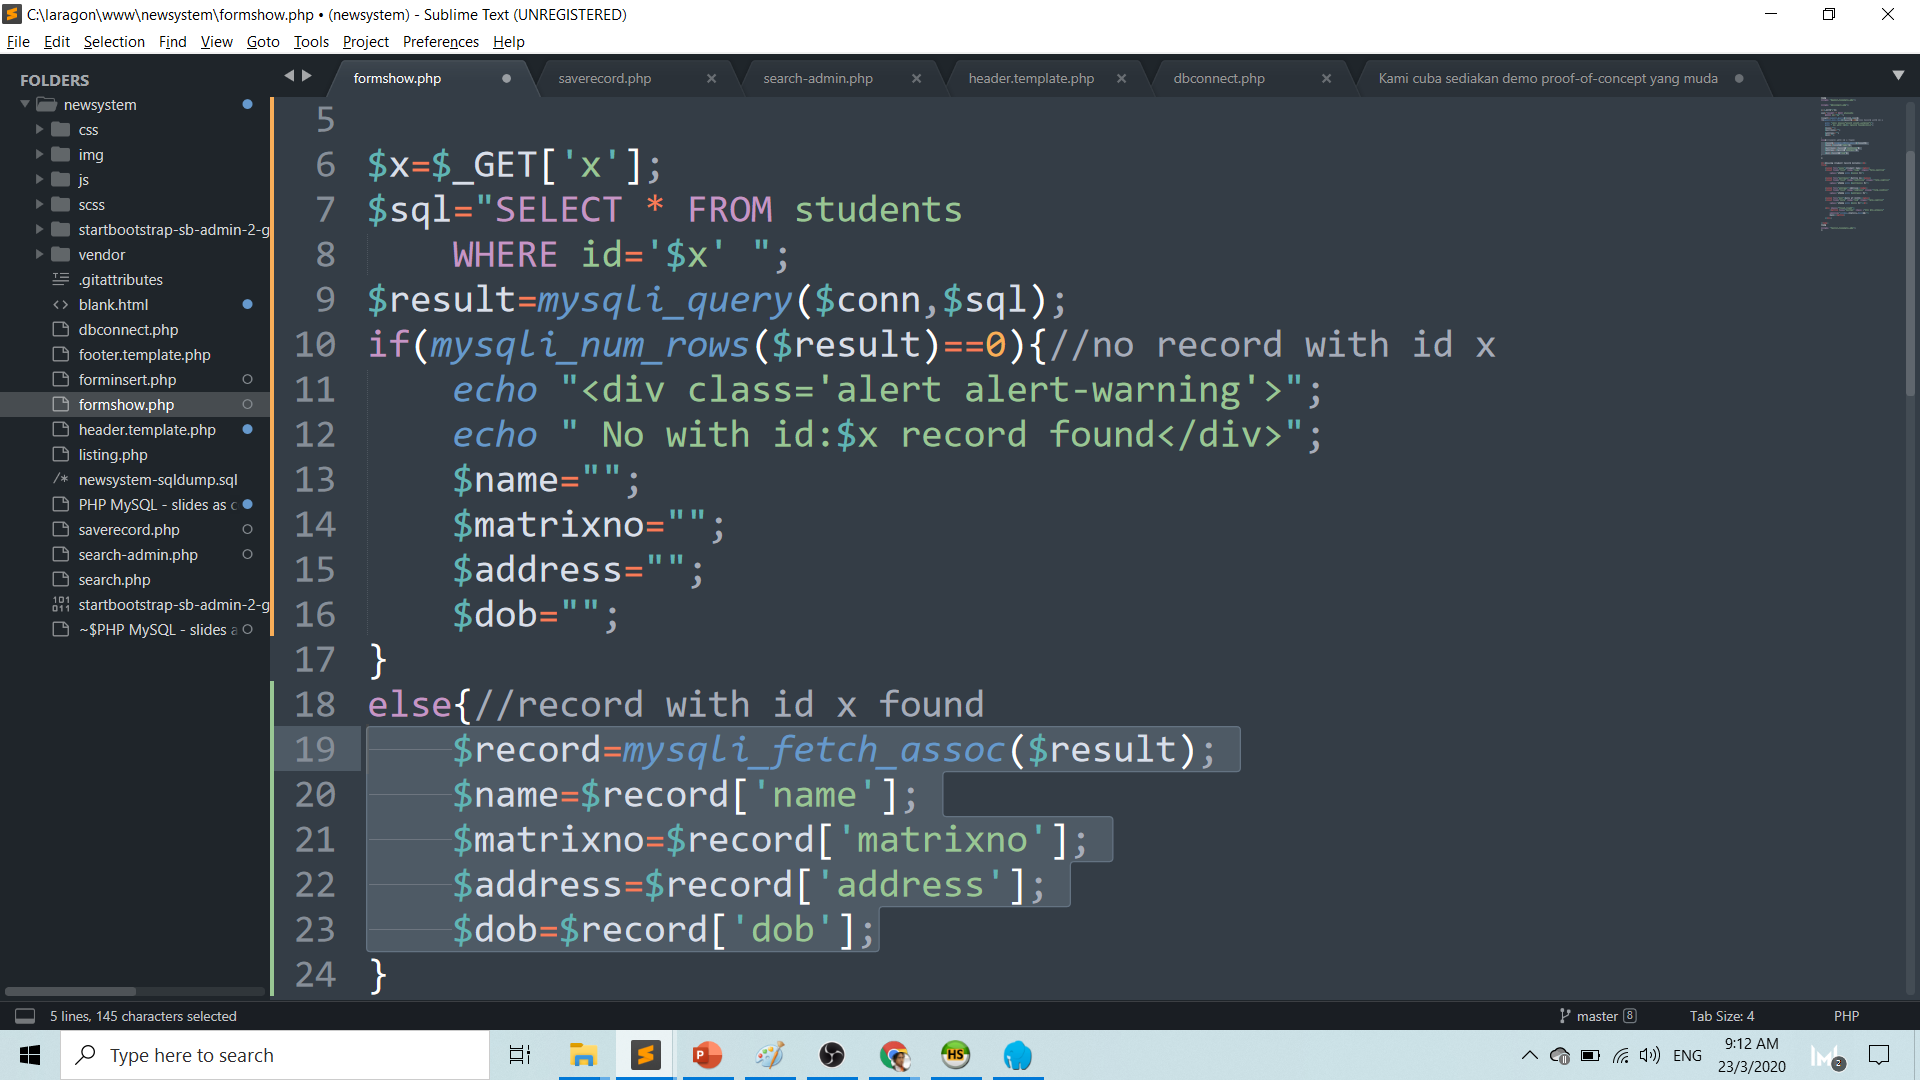 C:\laragon\www\newsystem\formshow.php • (newsystem) - Sublime Text (UNREGISTERED)
File Edit Selection Find View Goto Tools Project Preferences Help
FOLDERS
newsystem
css
img
js
scss
startbootstrap-sb-admin-2-g
vendor
.gitattributes
blank.html
dbconnect.php
footer.template.php
forminsert.php
formshow.php
header.template.php
listing.php
newsystem-sqldump.sql
PHP MySQL - slides as c
saverecord.php
search-admin.php
search.php
startbootstrap-sb-admin-2-g
~$PHP MySQL - slides a
formshow.php saverecord.php search-admin.php header.template.php dbconnect.php Kami cuba sediakan demo proof-of-concept yang muda
5
6 $x=$_GET['x'];
7 $sql="SELECT * FROM students
8 WHERE id='$x' ";
9 $result=mysqli_query($conn,$sql);
10 if(mysqli_num_rows($result)==0){//no record with id x
11 echo "<div class='alert alert-warning'>";
12 echo " No with id:$x record found</div>";
13 $name="";
14 $matrixno="";
15 $address="";
16 $dob="";
17 }
18 else{//record with id x found
19 $record=mysqli_fetch_assoc($result);
20 $name=$record['name'];
21 $matrixno=$record['matrixno'];
22 $address=$record['address'];
23 $dob=$record['dob'];
24 }
5 lines, 145 characters selected
master 8 Tab Size: 4 PHP
Type here to search
ENG
9:12 AM
23/3/2020
2